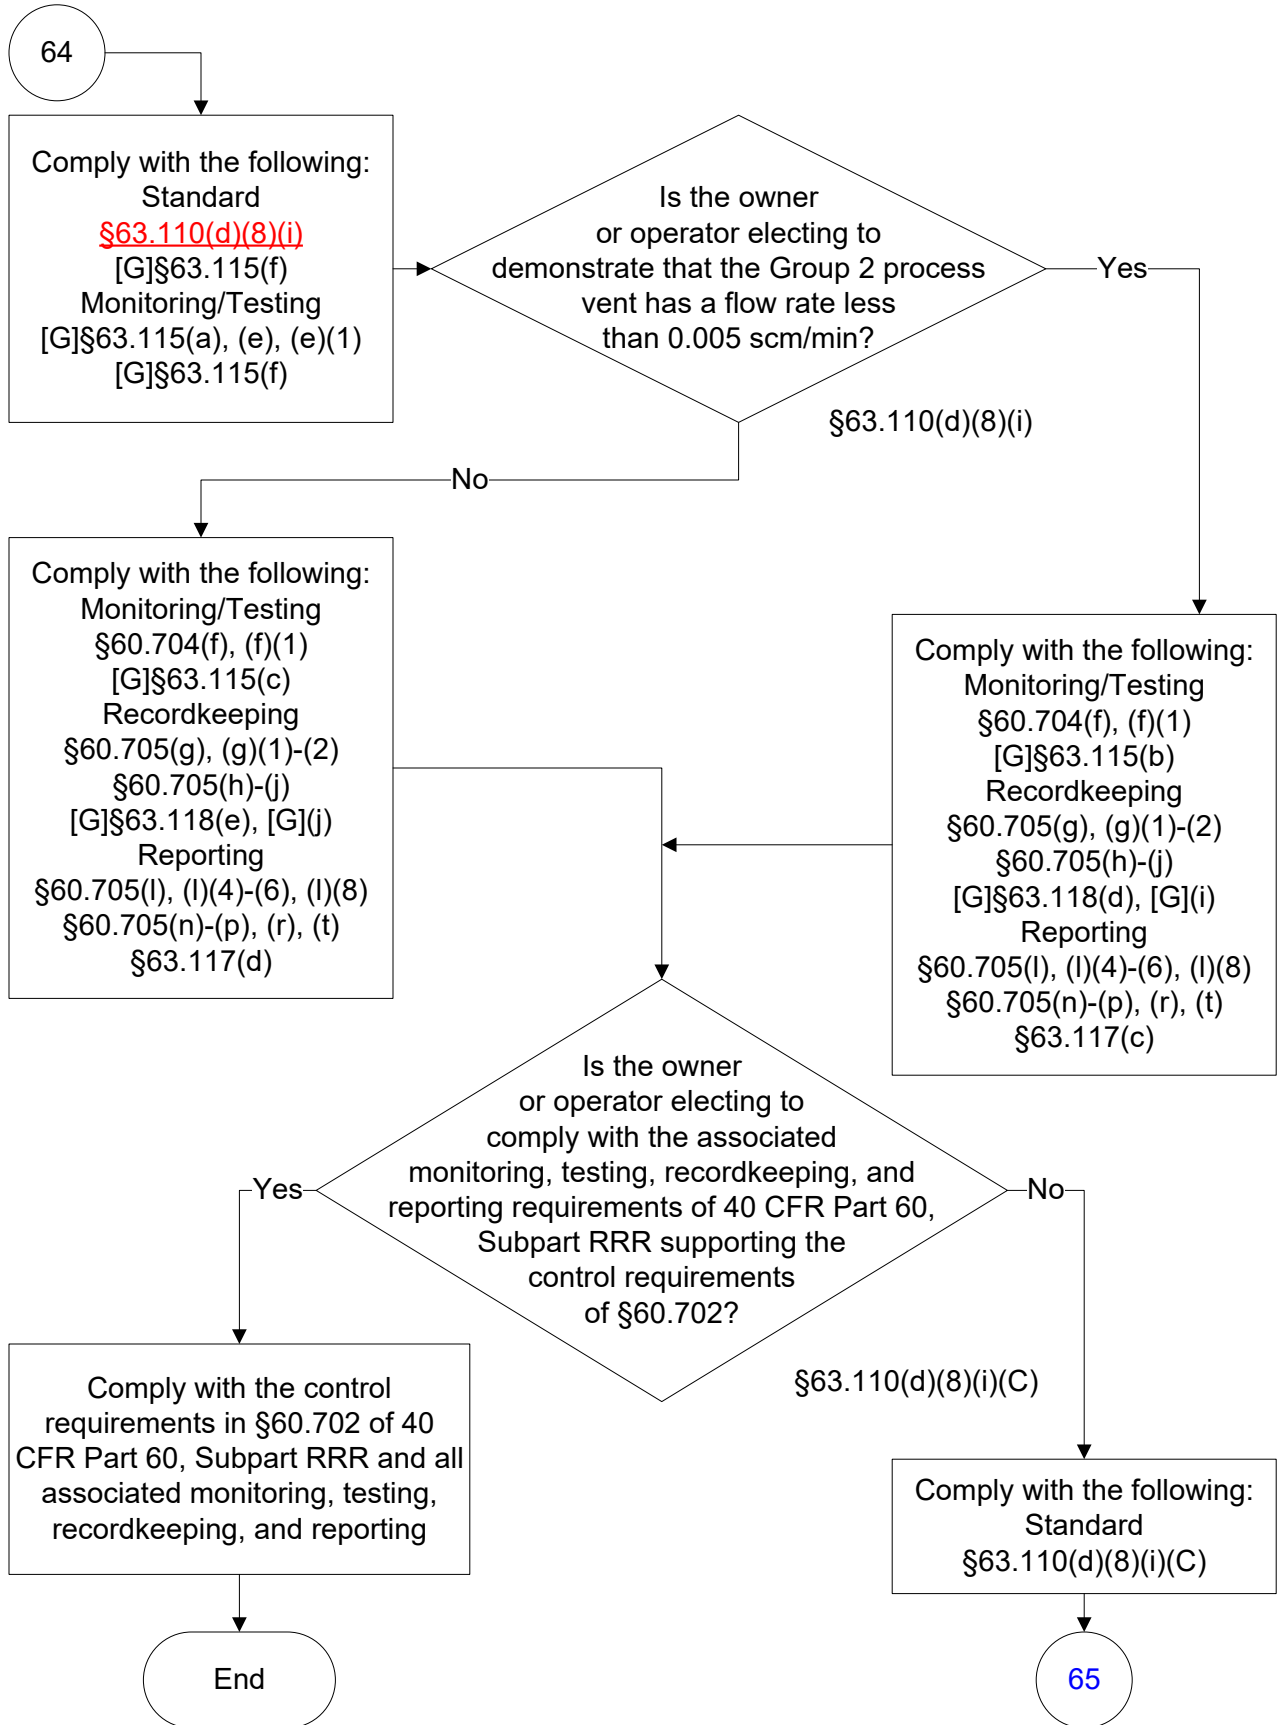 64
Comply with the following:
Standard
§63.110(d)(8)(i)
[G]§63.115(f)
Monitoring/Testing
[G]§63.115(a), (e), (e)(1)
[G]§63.115(f)
Is the owner
or operator electing to
demonstrate that the Group 2 process
vent has a flow rate less
than 0.005 scm/min?
Yes
§63.110(d)(8)(i)
No
Comply with the following:
Monitoring/Testing
§60.704(f), (f)(1)
[G]§63.115(c)
Recordkeeping
§60.705(g), (g)(1)-(2)
§60.705(h)-(j)
[G]§63.118(e), [G](j)
Reporting
§60.705(l), (l)(4)-(6), (l)(8)
§60.705(n)-(p), (r), (t)
§63.117(d)
Comply with the following:
Monitoring/Testing
§60.704(f), (f)(1)
[G]§63.115(b)
Recordkeeping
§60.705(g), (g)(1)-(2)
§60.705(h)-(j)
[G]§63.118(d), [G](i)
Reporting
§60.705(l), (l)(4)-(6), (l)(8)
§60.705(n)-(p), (r), (t)
§63.117(c)
Is the owner
or operator electing to
comply with the associated
monitoring, testing, recordkeeping, and
reporting requirements of 40 CFR Part 60,
Subpart RRR supporting the
control requirements
of §60.702?
Yes
No
§63.110(d)(8)(i)(C)
Comply with the control
requirements in §60.702 of 40
CFR Part 60, Subpart RRR and all
associated monitoring, testing,
recordkeeping, and reporting
Comply with the following:
Standard
§63.110(d)(8)(i)(C)
End
65